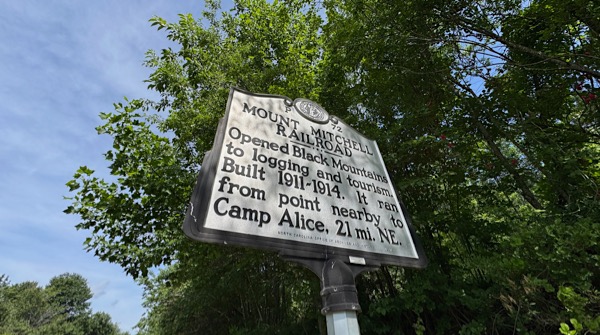 P 72
MOUNT MITCHELL
RAILROAD
Opened Black Mountains
to logging and tourism.
Built 1911-1914. It ran
from point nearby to
Camp Alice, 21 mi. NE.